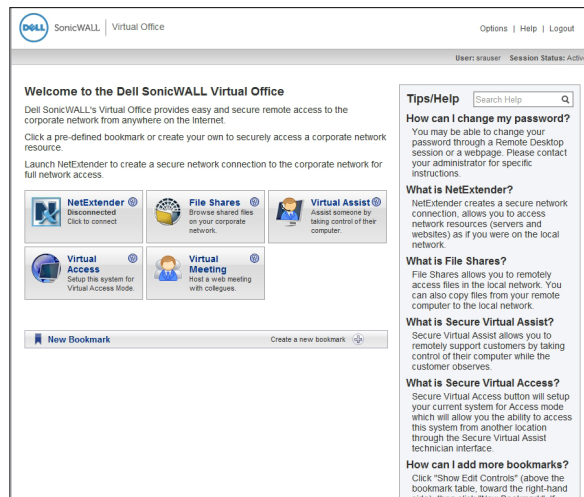 DELL SonicWALL | Virtual Office
Options | Help | Logout
User: srauser Session Status: Active
Welcome to the Dell SonicWALL Virtual Office
Dell SonicWALL's Virtual Office provides easy and secure remote access to the
corporate network from anywhere on the Internet.
Click a pre-defined bookmark or create your own to securely access a corporate network
resource.
Launch NetExtender to create a secure network connection to the corporate network for
full network access.
NetExtender
Disconnected
Click to connect
File Shares
Browse shared files
on your corporate
network.
Virtual Assist
Assist someone by
taking control of their
computer.
Virtual
Access
Setup this system for
Virtual Access Mode.
Virtual
Meeting
Host a web meeting
with collegues.
New Bookmark
Create a new bookmark
Tips/Help
Search Help
How can I change my password?
You may be able to change your
password through a Remote Desktop
session or a webpage. Please contact
your administrator for specific
instructions.
What is NetExtender?
NetExtender creates a secure network
connection, allows you to access
network resources (servers and
websites) as if you were on the local
network.
What is File Shares?
File Shares allows you to remotely
access files in the local network. You
can also copy files from your remote
computer to the local network.
What is Secure Virtual Assist?
Secure Virtual Assist allows you to
remotely support customers by taking
control of their computer while the
customer observes.
What is Secure Virtual Access?
Secure Virtual Access button will setup
your current system for Access mode
which will allow you the ability to access
this system from another location
through the Secure Virtual Assist
technician interface.
How can I add more bookmarks?
Click "Show Edit Controls" (above the
bookmark table, toward the right-hand